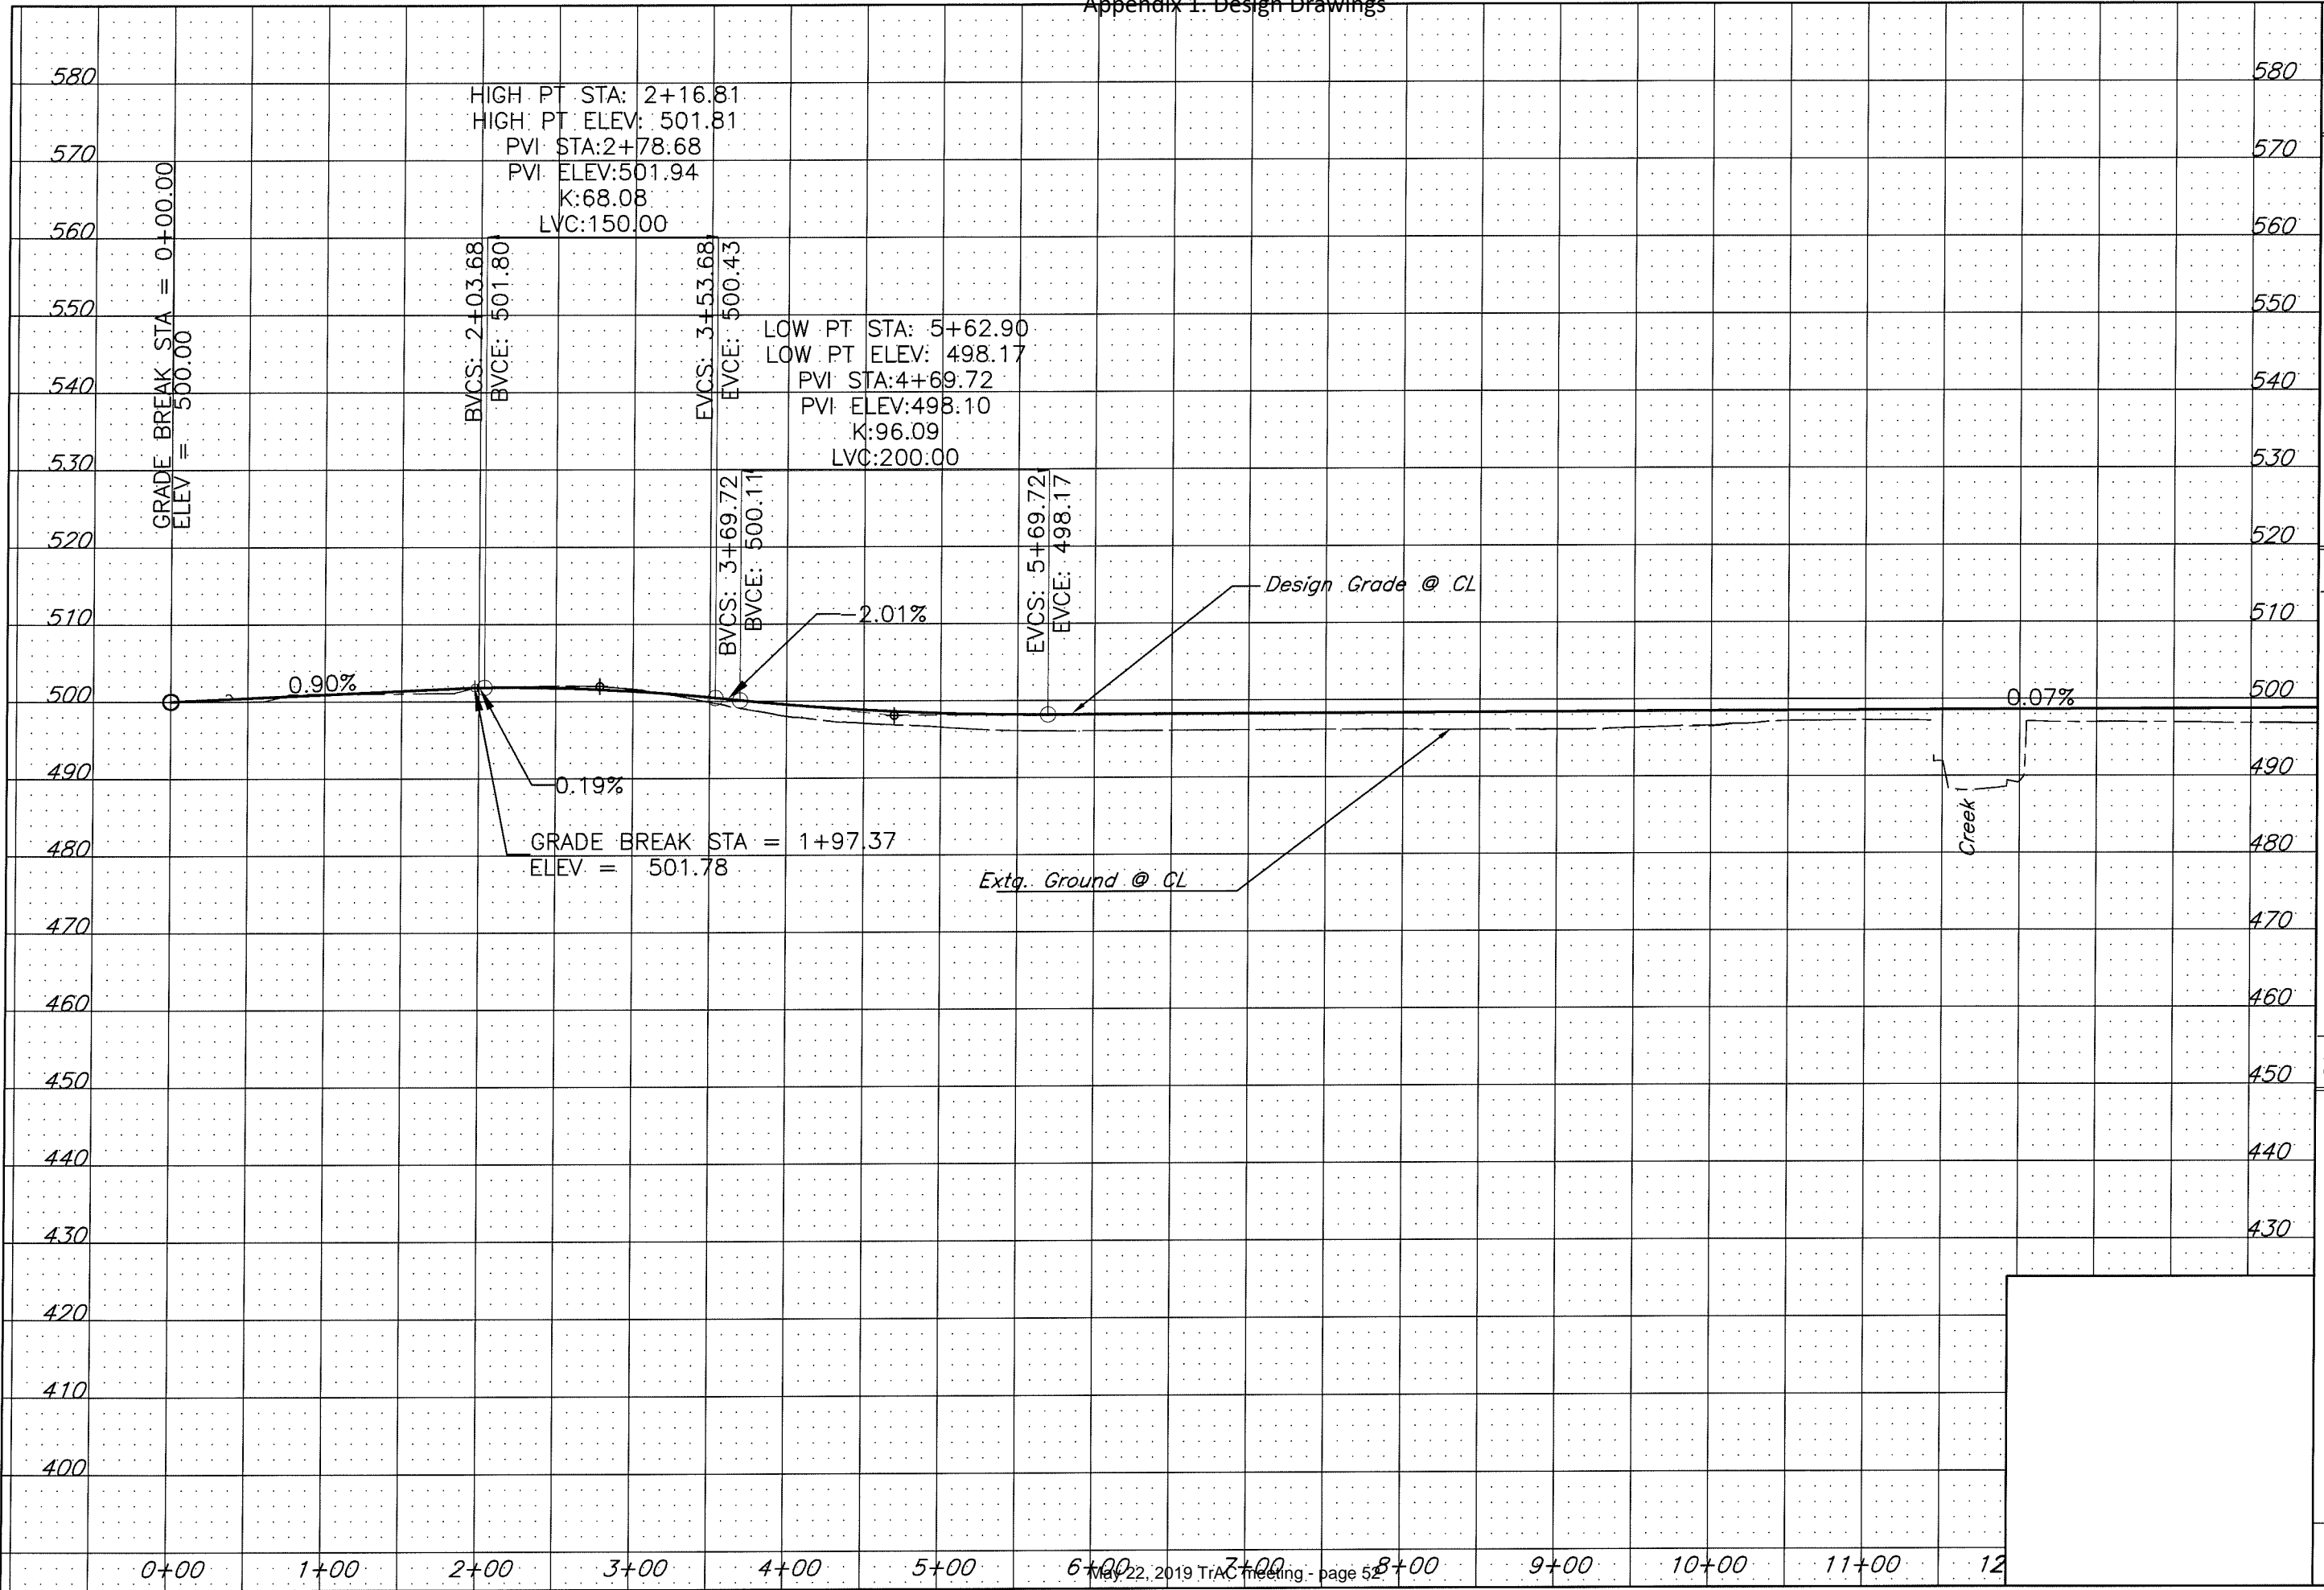 Appendix 1. Design Drawings
580
570
560
550
540
530
520
510
500
490
480
470
460
450
440
430
420
410
400
GRADE BREAK STA = 0+00.00
ELEV = 500.00
HIGH PT STA: 2+16.81
HIGH PT ELEV: 501.81
PVI STA:2+78.68
PVI ELEV:501.94
K:68.08
LVC:150.00
BVCS: 2+03.68
BVCE: 501.80
EVCS: 3+53.68
EVCE: 500.43
LOW PT STA: 5+62.90
LOW PT ELEV: 498.17
PVI STA:4+69.72
PVI ELEV:498.10
K:96.09
LVC:200.00
BVCS: 3+69.72
BVCE: 500.11
EVCS: 5+69.72
EVCE: 498.17
Design Grade @ CL
-2.01%
0.90%
0.07%
0.19%
GRADE BREAK STA = 1+97.37
ELEV = 501.78
Extg. Ground @ CL
Creek
580
570
560
550
540
530
520
510
500
490
480
470
460
450
440
430
0+00 1+00 2+00 3+00 4+00 5+00 6+00 7+00 8+00 9+00 10+00 11+00 12
May 22, 2019 TrAC meeting - page 52